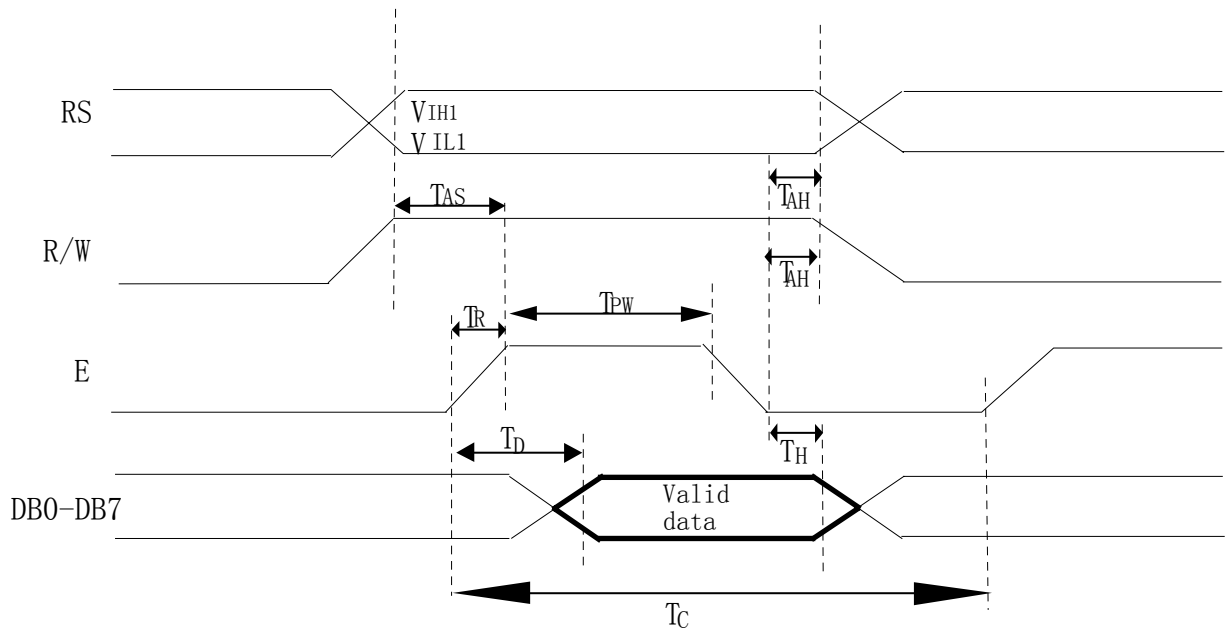 RS
VIH1
VIL1
TAS
TAH
R/W
TAH
TR
TPW
E
TD
TH
DB0-DB7
Valid
data
TC